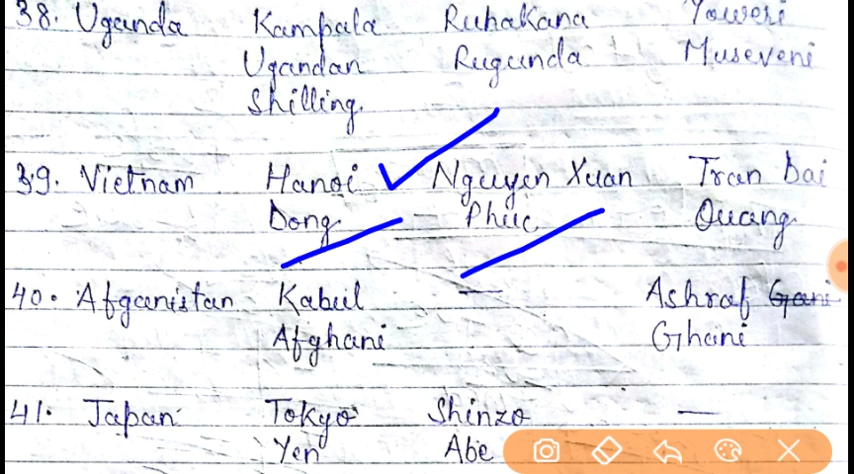 38. Uganda Kampala Ruhakana Yoweri
Ugandan Rugunda Museveni
Shilling.
39. Vietnam Hanoi Nguyen Xuan Tran Dai
Dong — Phuc Quang.
40. Afganistan Kabul — Ashraf Gani
Afghani Ghani
41. Japan Tokyo Shinzo —
Yen Abe